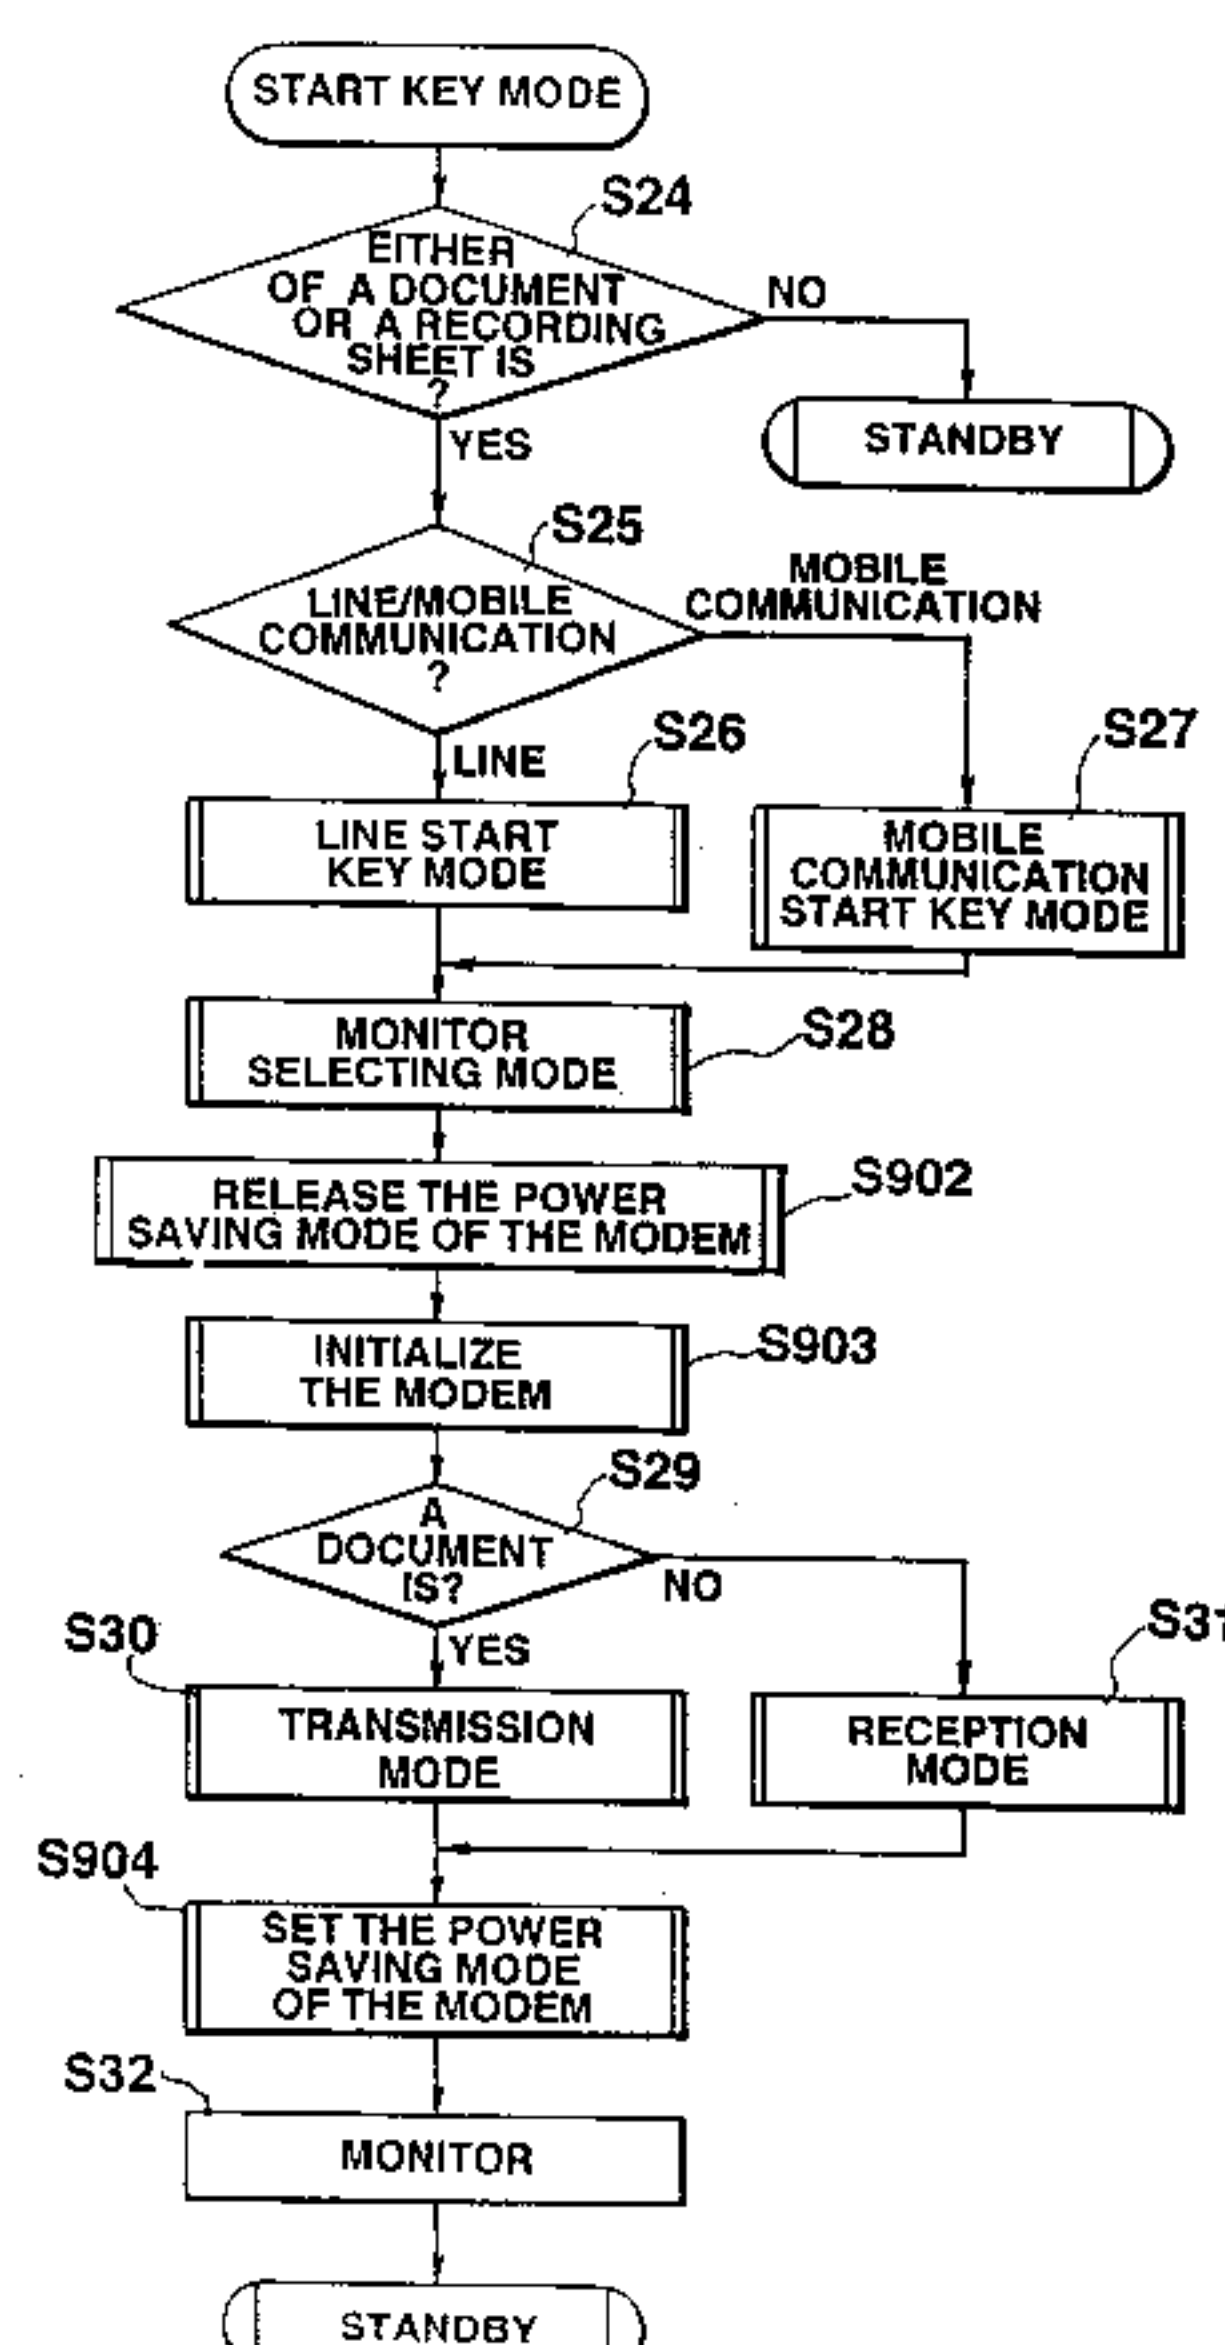 START KEY MODE
S24
EITHER
OF A DOCUMENT
OR A RECORDING
SHEET IS
?
NO
STANDBY
YES
S25
LINE/MOBILE
COMMUNICATION
?
MOBILE
COMMUNICATION
LINE
S26
LINE START
KEY MODE
S27
MOBILE
COMMUNICATION
START KEY MODE
MONITOR
SELECTING MODE
S28
RELEASE THE POWER
SAVING MODE OF THE MODEM
S902
INITIALIZE
THE MODEM
S903
S29
A
DOCUMENT
IS?
NO
YES
S30
TRANSMISSION
MODE
S31
RECEPTION
MODE
S904
SET THE POWER
SAVING MODE
OF THE MODEM
S32
MONITOR
STANDBY